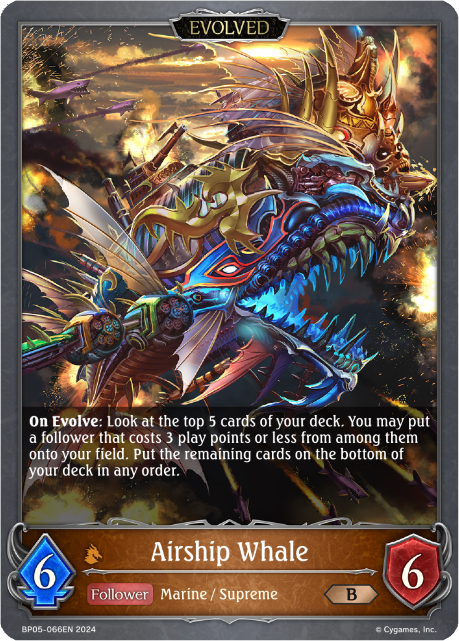 EVOLVED
On Evolve: Look at the top 5 cards of your deck. You may put
a follower that costs 3 play points or less from among them
onto your field. Put the remaining cards on the bottom of
your deck in any order.
Airship Whale
6
6
Follower Marine / Supreme B
BP05-066EN 2024 © Cygames, Inc.